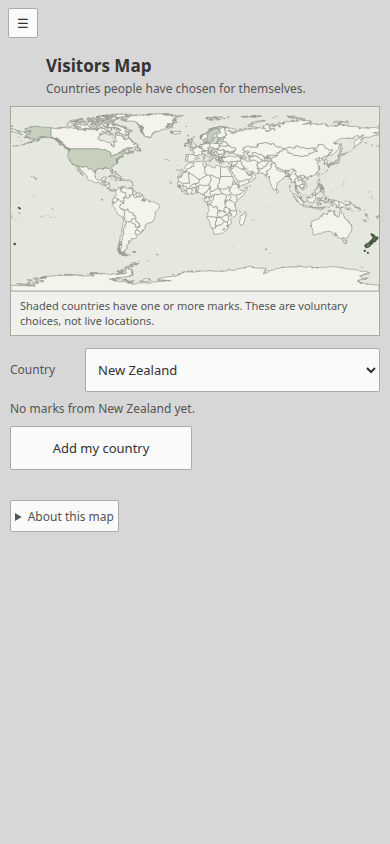 ☰
Visitors Map
Countries people have chosen for themselves.
Shaded countries have one or more marks. These are voluntary
choices, not live locations.
Country
New Zealand
No marks from New Zealand yet.
Add my country
▶ About this map